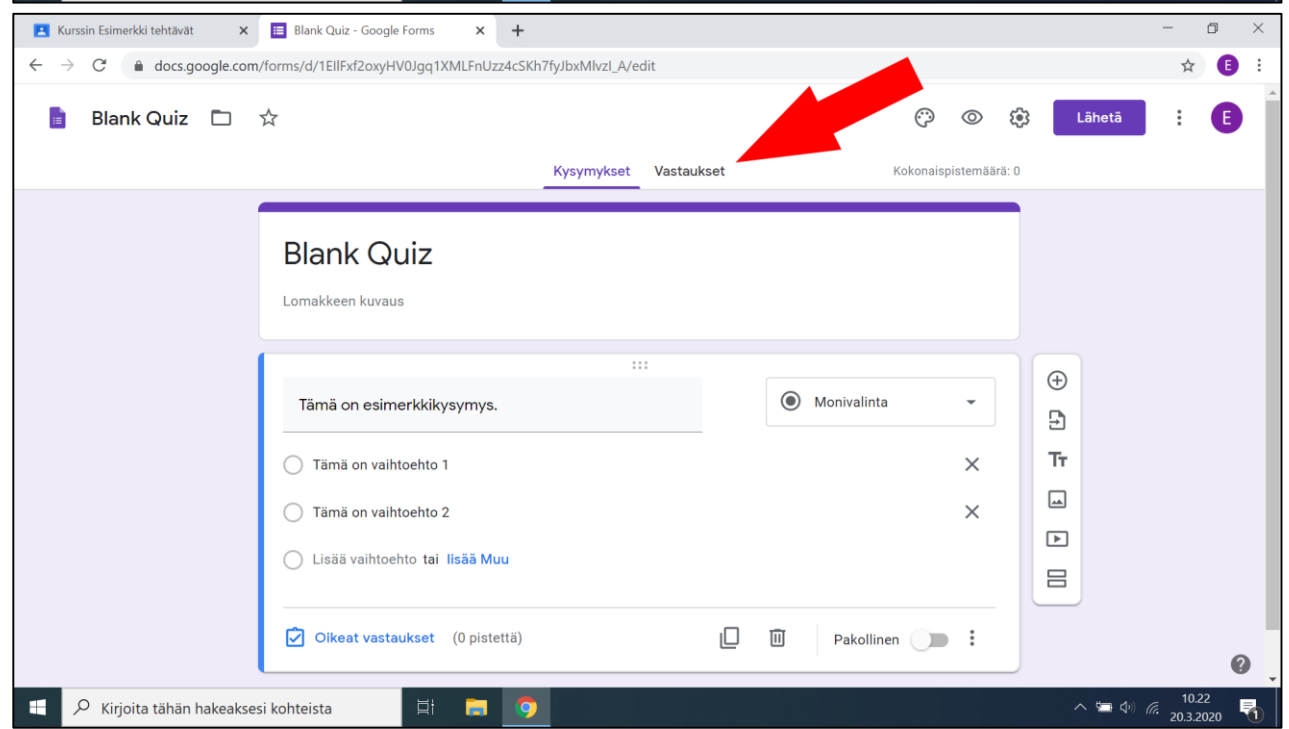 Kurssin Esimerkki tehtävät
Blank Quiz - Google Forms
docs.google.com/forms/d/1EIlFxf2oxyHV0Jgq1XMLFnUzz4cSKh7fyJbxMlvzI_A/edit
E
Blank Quiz
Lähetä
E
Kysymykset Vastaukset
Kokonaispistemäärä: 0
Blank Quiz
Lomakkeen kuvaus
Tämä on esimerkkikysymys.
Monivalinta
Tämä on vaihtoehto 1
Tämä on vaihtoehto 2
Lisää vaihtoehto tai lisää Muu
Oikeat vastaukset (0 pistettä)
Pakollinen
Kirjoita tähän hakeaksesi kohteista
10.22
20.3.2020
1